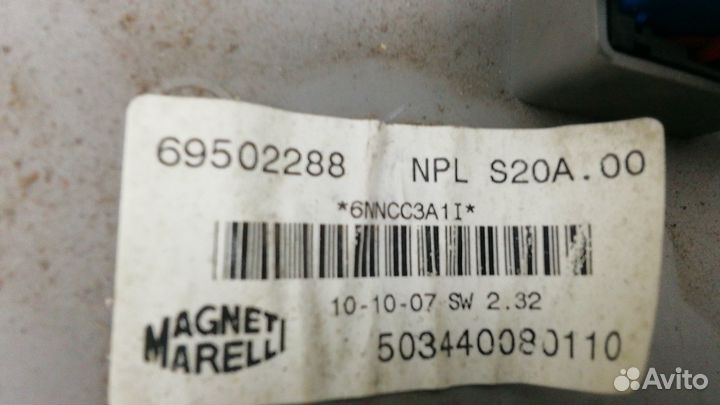 69502288 NPL S20A.00
*6NNCC3A1I*
10-10-07 SW 2.32
MAGNETI
MARELLI
503440080110
Avito